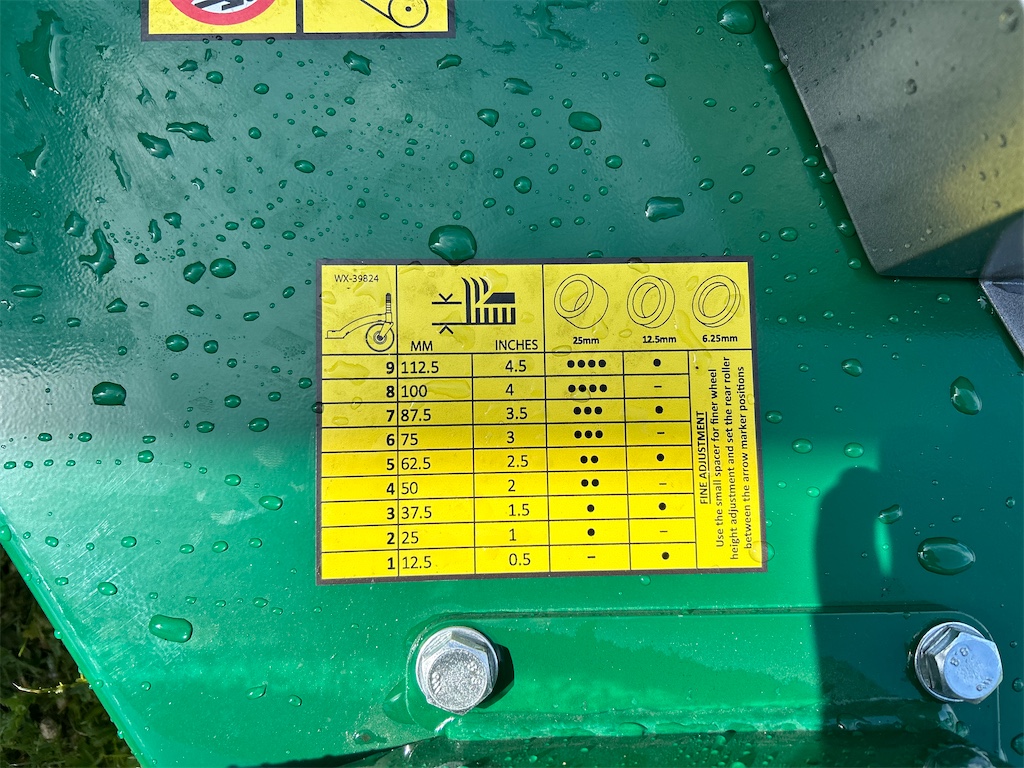 WX-39824
MM INCHES 25mm 12.5mm 6.25mm
9 112.5 4.5 •••• •
8 100 4 •••• –
7 87.5 3.5 ••• •
6 75 3 ••• –
5 62.5 2.5 •• •
4 50 2 •• –
3 37.5 1.5 • •
2 25 1 • –
1 12.5 0.5 – •
FINE ADJUSTMENT
Use the small spacer for finer wheel
height adjustment and set the rear roller
between the arrow marker positions
8.8